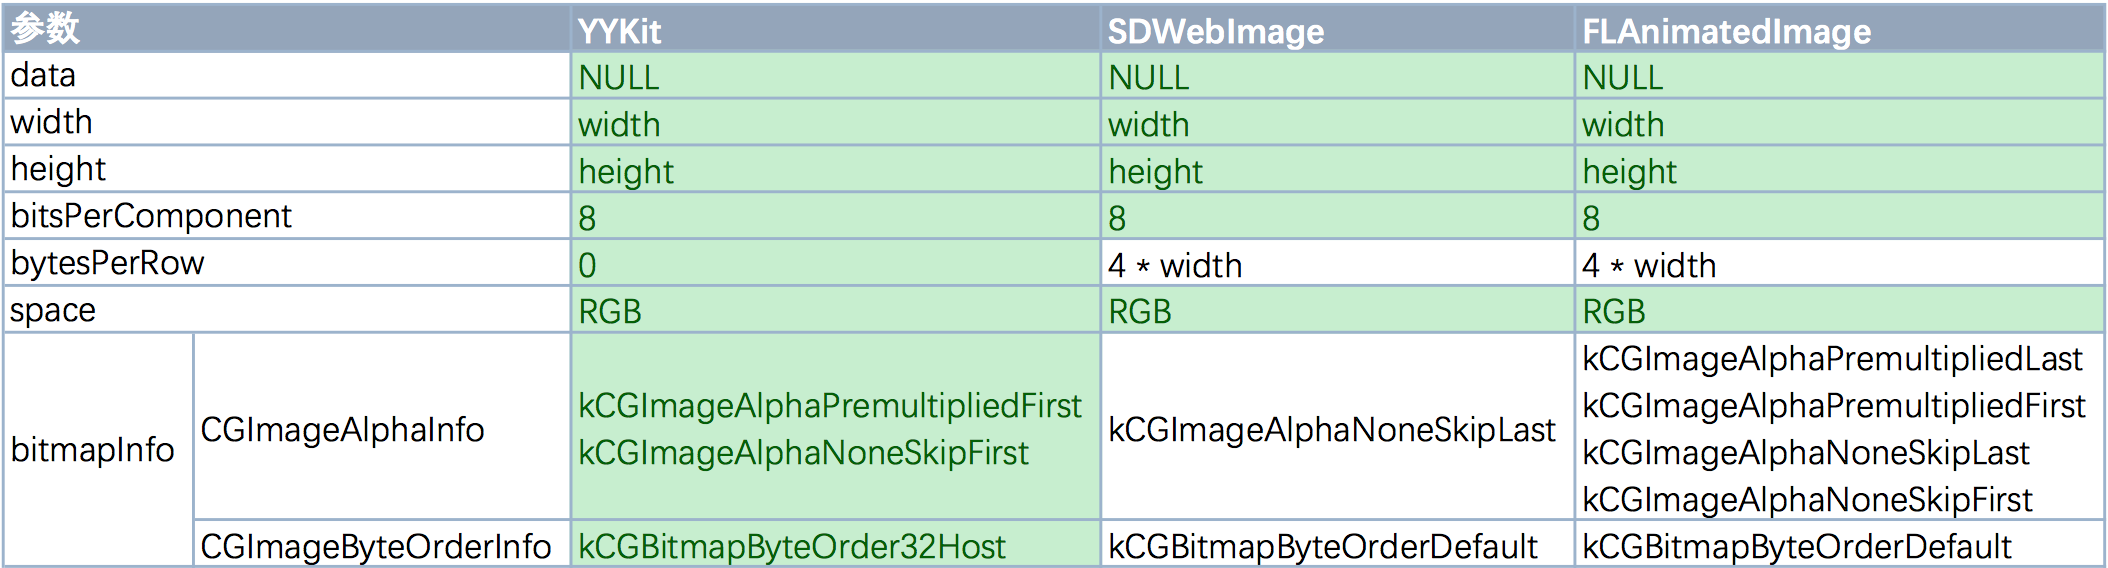 参数 YYKit SDWebImage FLAnimatedImage
data NULL NULL NULL
width width width width
height height height height
bitsPerComponent 8 8 8
bytesPerRow 0 4 * width 4 * width
space RGB RGB RGB
bitmapInfo
CGImageAlphaInfo
kCGImageAlphaPremultipliedFirst
kCGImageAlphaNoneSkipFirst
kCGImageAlphaNoneSkipLast
kCGImageAlphaPremultipliedLast
kCGImageAlphaPremultipliedFirst
kCGImageAlphaNoneSkipLast
kCGImageAlphaNoneSkipFirst
CGImageByteOrderInfo kCGBitmapByteOrder32Host kCGBitmapByteOrderDefault kCGBitmapByteOrderDefault